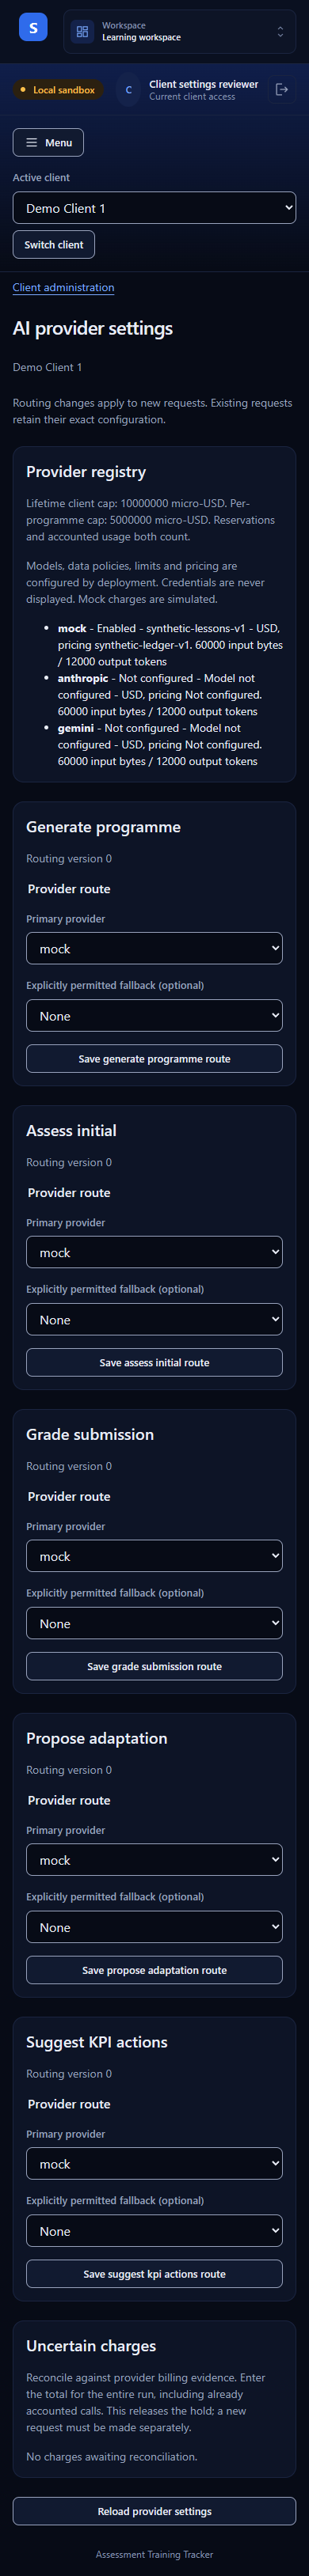 S
Workspace
Learning workspace
Local sandbox
C
Client settings reviewer
Current client access
Menu
Active client
Demo Client 1
Switch client
Client administration
AI provider settings
Demo Client 1
Routing changes apply to new requests. Existing requests
retain their exact configuration.
Provider registry
Lifetime client cap: 10000000 micro-USD. Per-
programme cap: 5000000 micro-USD. Reservations
and accounted usage both count.
Models, data policies, limits and pricing are
configured by deployment. Credentials are never
displayed. Mock charges are simulated.
mock - Enabled - synthetic-lessons-v1 - USD,
pricing synthetic-ledger-v1. 60000 input bytes
/ 12000 output tokens
anthropic - Not configured - Model not
configured - USD, pricing Not configured.
60000 input bytes / 12000 output tokens
gemini - Not configured - Model not
configured - USD, pricing Not configured.
60000 input bytes / 12000 output tokens
Generate programme
Routing version 0
Provider route
Primary provider
mock
Explicitly permitted fallback (optional)
None
Save generate programme route
Assess initial
Routing version 0
Provider route
Primary provider
mock
Explicitly permitted fallback (optional)
None
Save assess initial route
Grade submission
Routing version 0
Provider route
Primary provider
mock
Explicitly permitted fallback (optional)
None
Save grade submission route
Propose adaptation
Routing version 0
Provider route
Primary provider
mock
Explicitly permitted fallback (optional)
None
Save propose adaptation route
Suggest KPI actions
Routing version 0
Provider route
Primary provider
mock
Explicitly permitted fallback (optional)
None
Save suggest kpi actions route
Uncertain charges
Reconcile against provider billing evidence. Enter
the total for the entire run, including already
accounted calls. This releases the hold; a new
request must be made separately.
No charges awaiting reconciliation.
Reload provider settings
Assessment Training Tracker